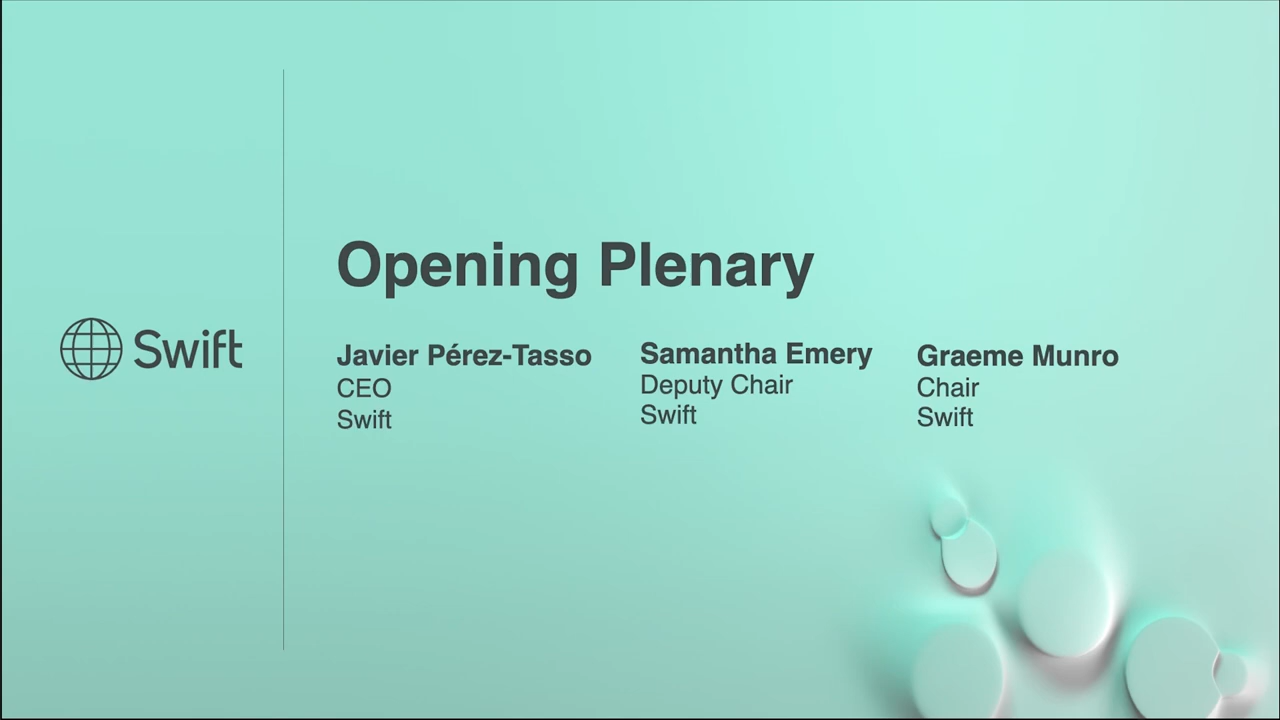 Swift
Opening Plenary
Javier Pérez-Tasso
CEO
Swift
Samantha Emery
Deputy Chair
Swift
Graeme Munro
Chair
Swift